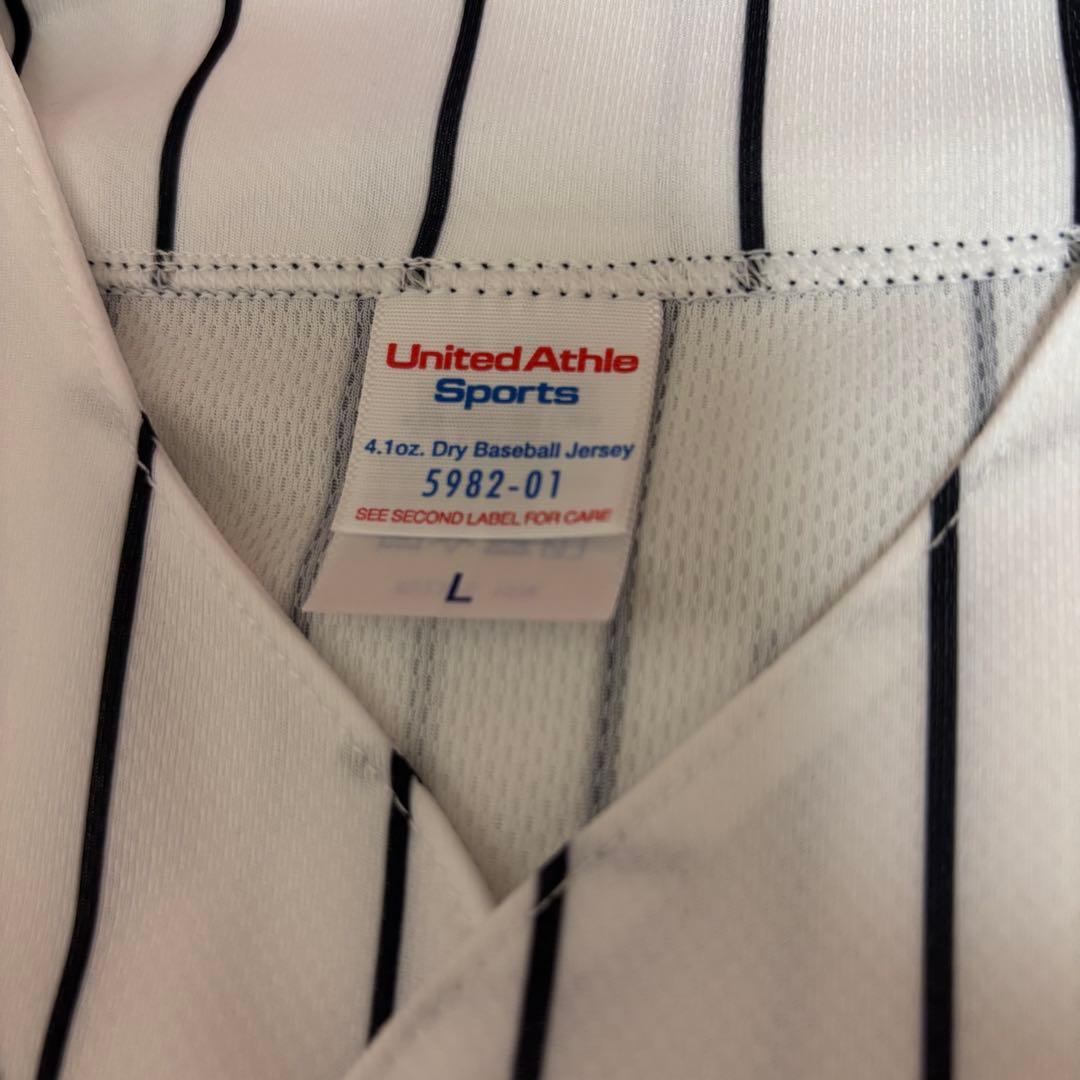 United Athle
Sports
4.1oz. Dry Baseball Jersey
5982-01
SEE SECOND LABEL FOR CARE
L